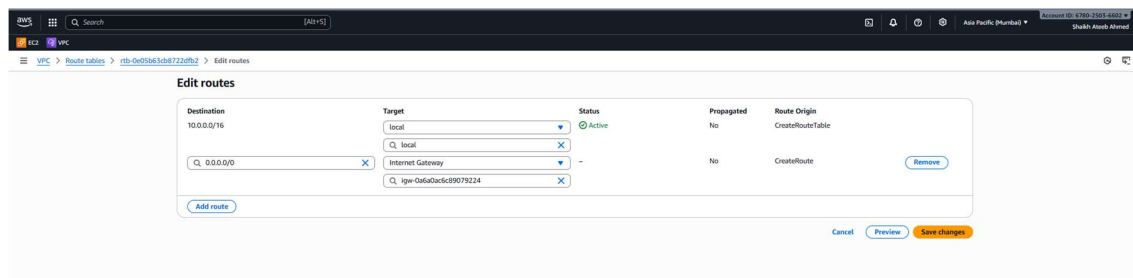 aws Search [Alt+S] Asia Pacific (Mumbai) Account ID: 6780-2503-6602
Shaikh Ateeb Ahmed
EC2 VPC
VPC > Route tables > rtb-0e05b63cb8722dfb2 > Edit routes
Edit routes
Destination Target Status Propagated Route Origin
10.0.0.0/16 local Active No CreateRouteTable
local
0.0.0.0/0 Internet Gateway – No CreateRoute Remove
igw-0a6a0ac6c89079224
Add route
Cancel Preview Save changes